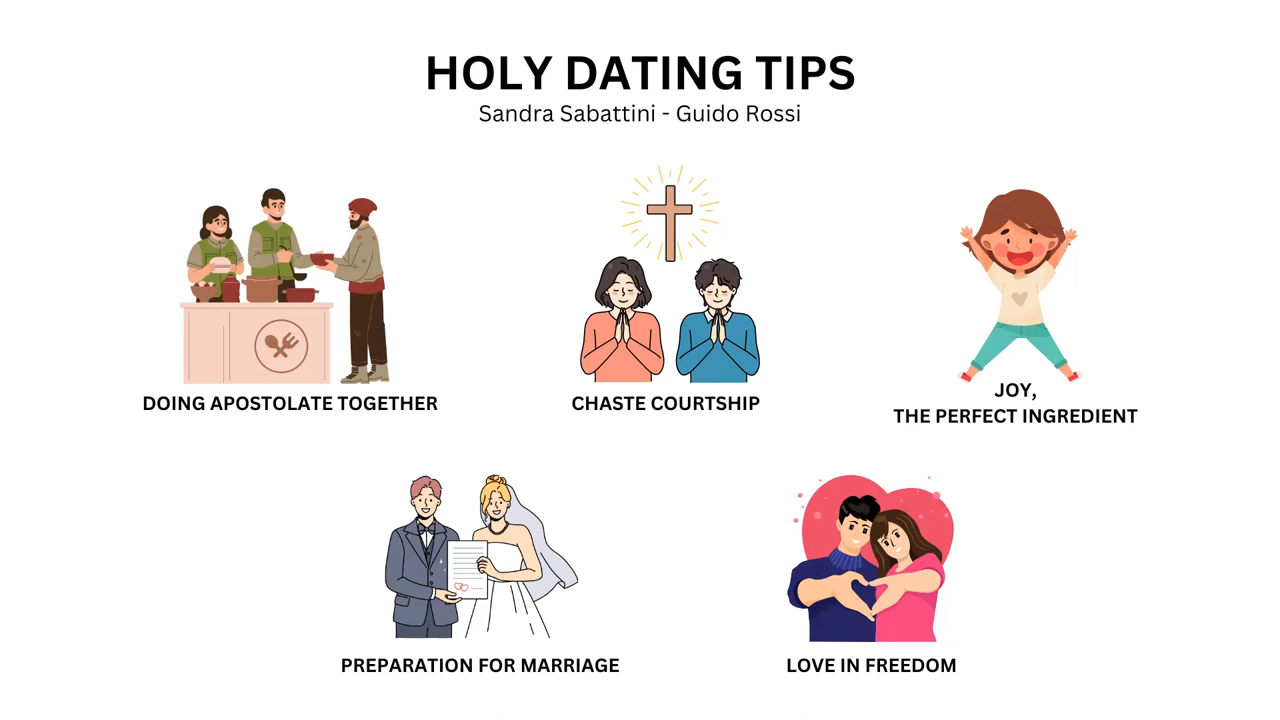 HOLY DATING TIPS
Sandra Sabattini - Guido Rossi
DOING APOSTOLATE TOGETHER
CHASTE COURTSHIP
JOY,
THE PERFECT INGREDIENT
PREPARATION FOR MARRIAGE
LOVE IN FREEDOM